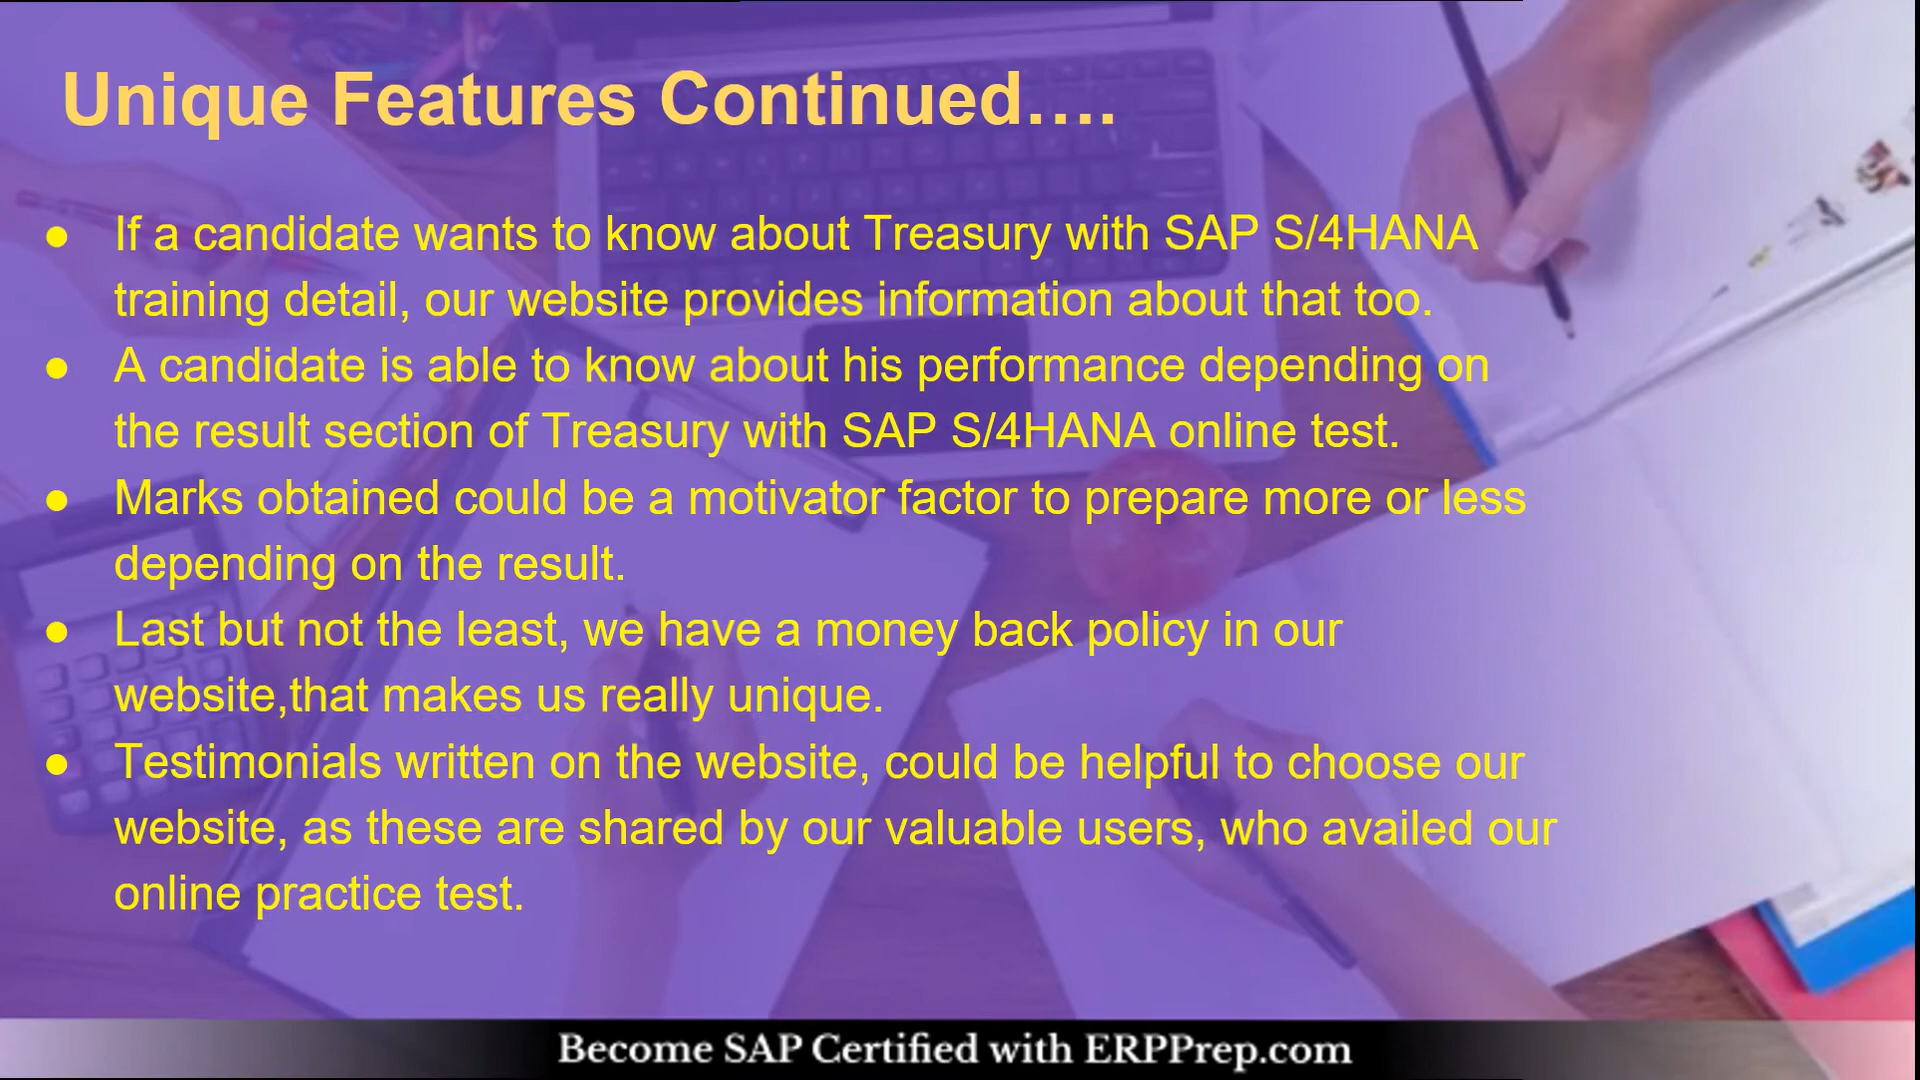 Unique Features Continued….
● If a candidate wants to know about Treasury with SAP S/4HANA
training detail, our website provides information about that too.
● A candidate is able to know about his performance depending on
the result section of Treasury with SAP S/4HANA online test.
● Marks obtained could be a motivator factor to prepare more or less
depending on the result.
● Last but not the least, we have a money back policy in our
website,that makes us really unique.
● Testimonials written on the website, could be helpful to choose our
website, as these are shared by our valuable users, who availed our
online practice test.
Become SAP Certified with ERPPrep.com